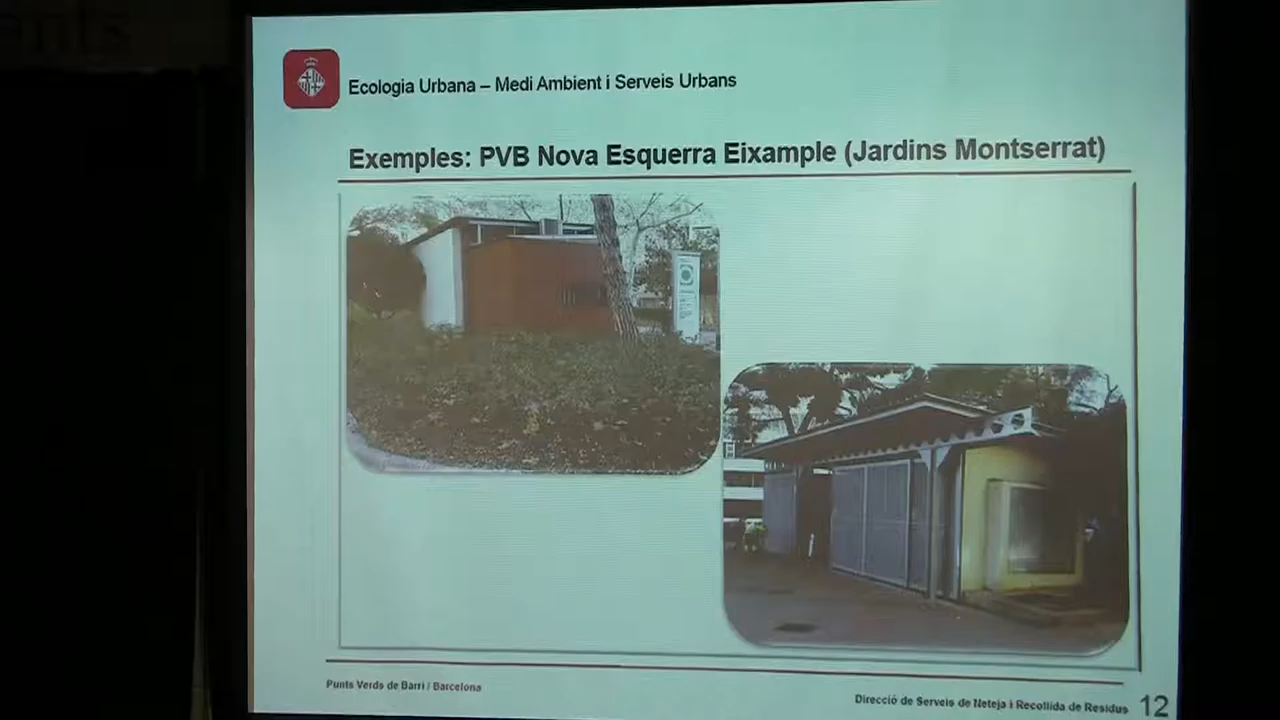 Ecologia Urbana – Medi Ambient i Serveis Urbans
Exemples: PVB Nova Esquerra Eixample (Jardins Montserrat)
Punts Verds de Barri / Barcelona
Direcció de Serveis de Neteja i Recollida de Residus 12